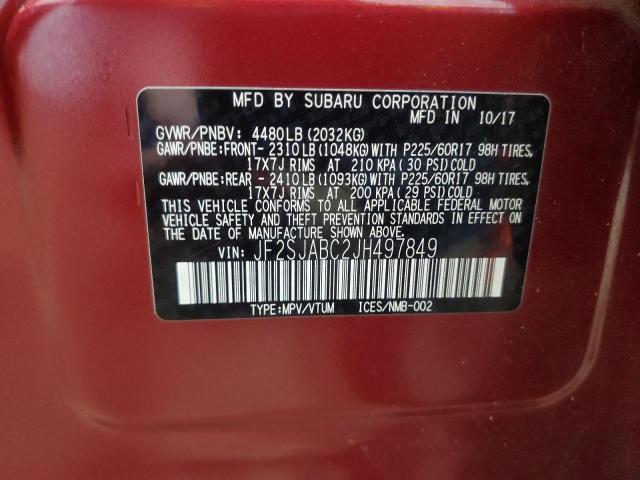 MFD BY SUBARU CORPORATION
MFD IN 10/17
GVWR/PNBV: 4480LB (2032KG)
GAWR/PNBE:FRONT- 2310LB (1048KG) WITH P225/60R17 98H TIRES,
17X7J RIMS AT 210 KPA (30 PSI) COLD
GAWR/PNBE:REAR - 2410LB (1093KG) WITH P225/60R17 98H TIRES,
17X7J RIMS AT 200 KPA (29 PSI) COLD
THIS VEHICLE CONFORMS TO ALL APPLICABLE FEDERAL MOTOR
VEHICLE SAFETY AND THEFT PREVENTION STANDARDS IN EFFECT ON
THE DATE OF MANUFACTURE SHOWN ABOVE.
VIN: JF2SJABC2JH497849
TYPE:MPV/VTUM ICES/NMB-002